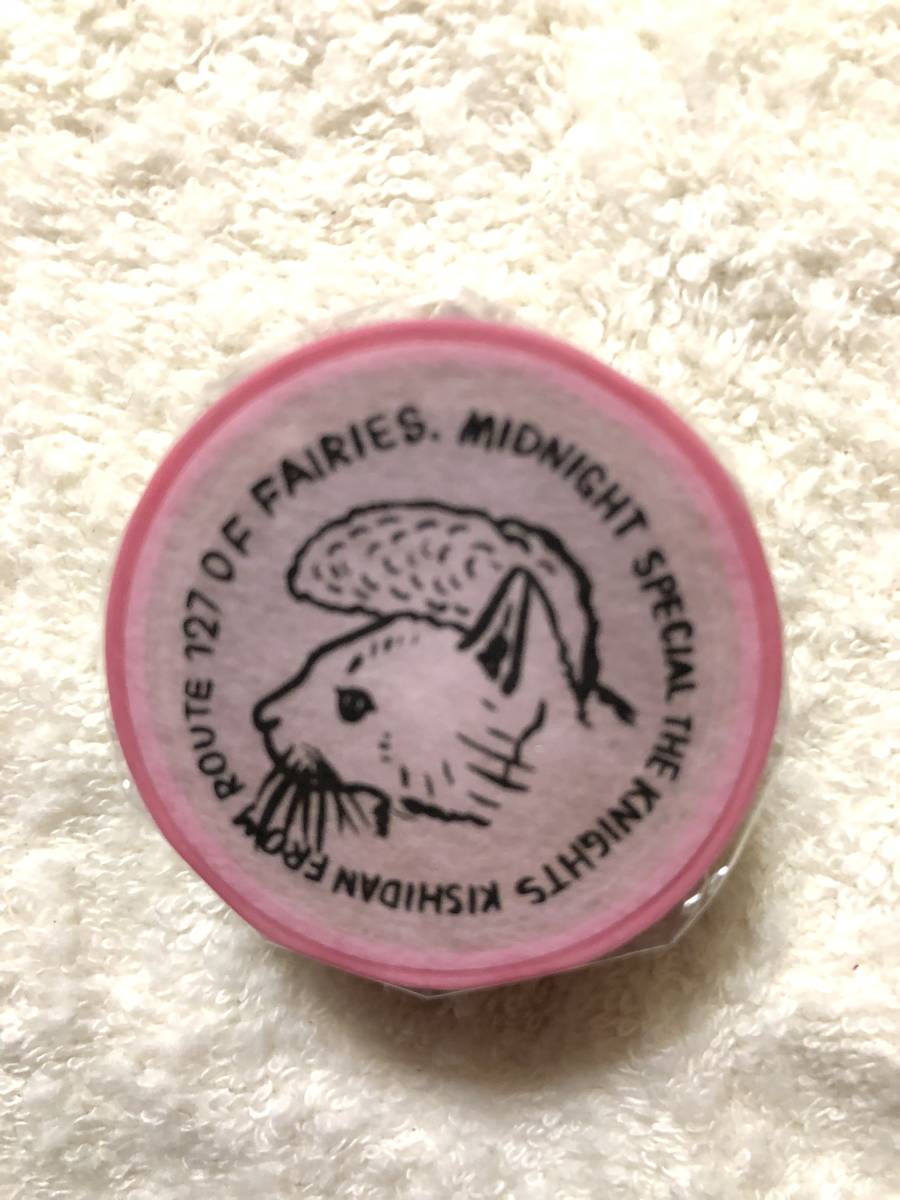 MIDNIGHT SPECIAL THE KNIGHTS KISHIDAN FROM ROUTE 127 OF FAIRIES.